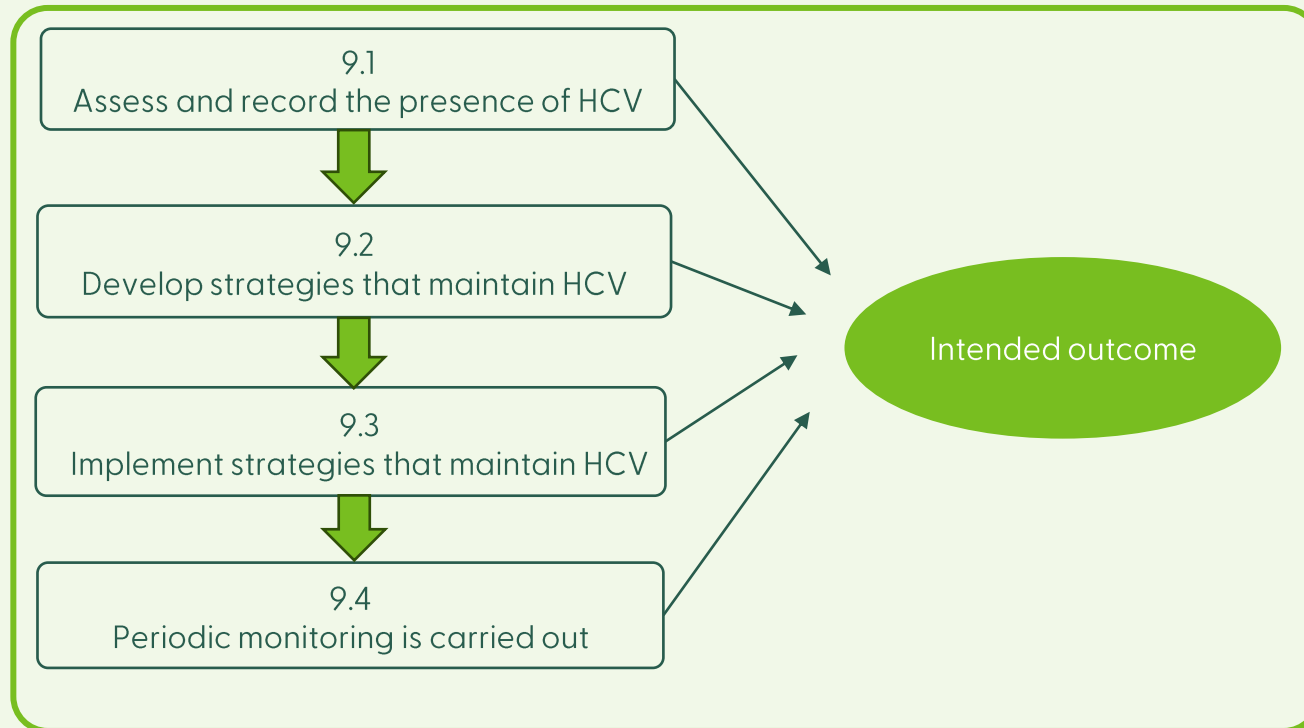 9.1
Assess and record the presence of HCV
9.2
Develop strategies that maintain HCV
Intended outcome
9.3
Implement strategies that maintain HCV
9.4
Periodic monitoring is carried out